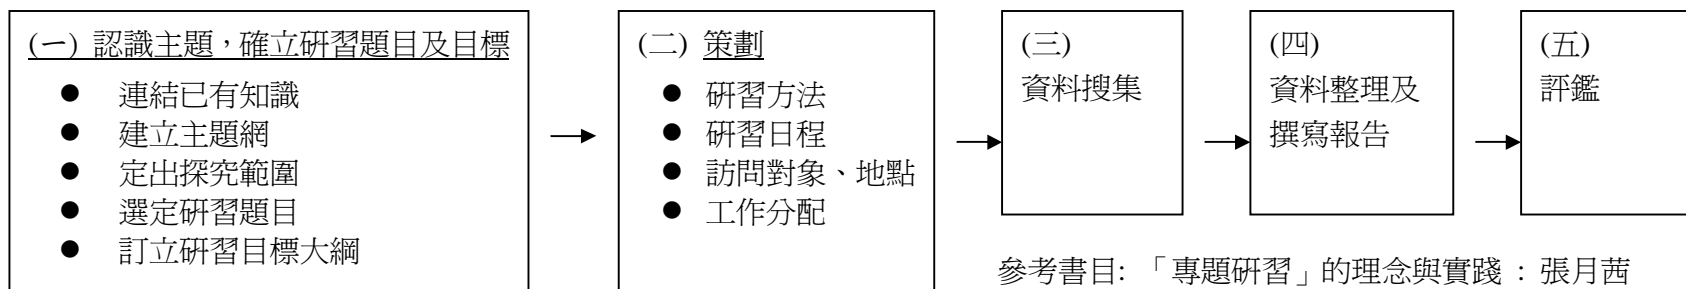 (一) 認識主題，確立研習題目及目標
● 連結已有知識
● 建立主題網
● 定出探究範圍
● 選定研習題目
● 訂立研習目標大綱
(二) 策劃
● 研習方法
● 研習日程
● 訪問對象、地點
● 工作分配
(三)
資料搜集
(四)
資料整理及
撰寫報告
(五)
評鑑
參考書目: 「專題研習」的理念與實踐 : 張月茜